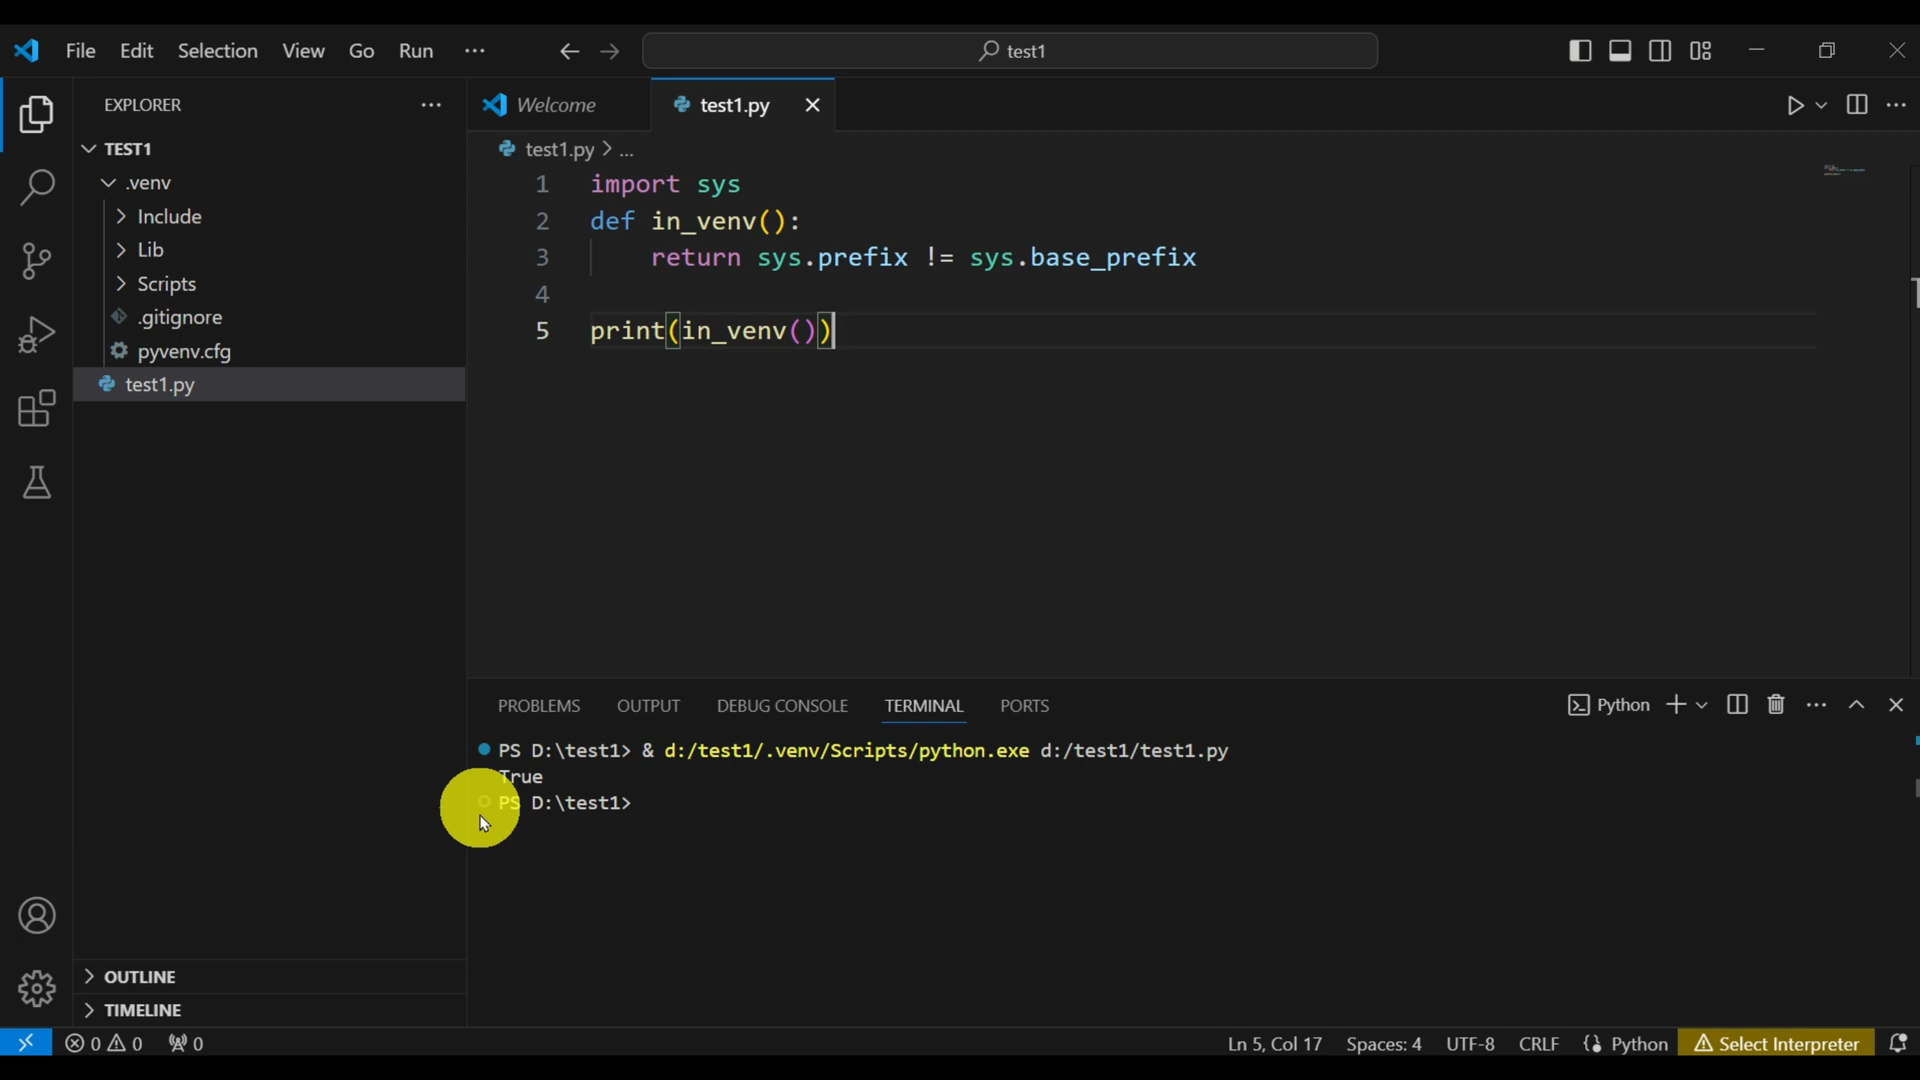 File Edit Selection View Go Run ···
test1
EXPLORER
TEST1
.venv
Include
Lib
Scripts
.gitignore
pyvenv.cfg
test1.py
OUTLINE
TIMELINE
Welcome
test1.py
test1.py > ...
1 import sys
2 def in_venv():
3     return sys.prefix != sys.base_prefix
4
5 print(in_venv())
PROBLEMS OUTPUT DEBUG CONSOLE TERMINAL PORTS
Python
PS D:\test1> & d:/test1/.venv/Scripts/python.exe d:/test1/test1.py
True
PS D:\test1>
0 0 0
Ln 5, Col 17 Spaces: 4 UTF-8 CRLF Python Select Interpreter